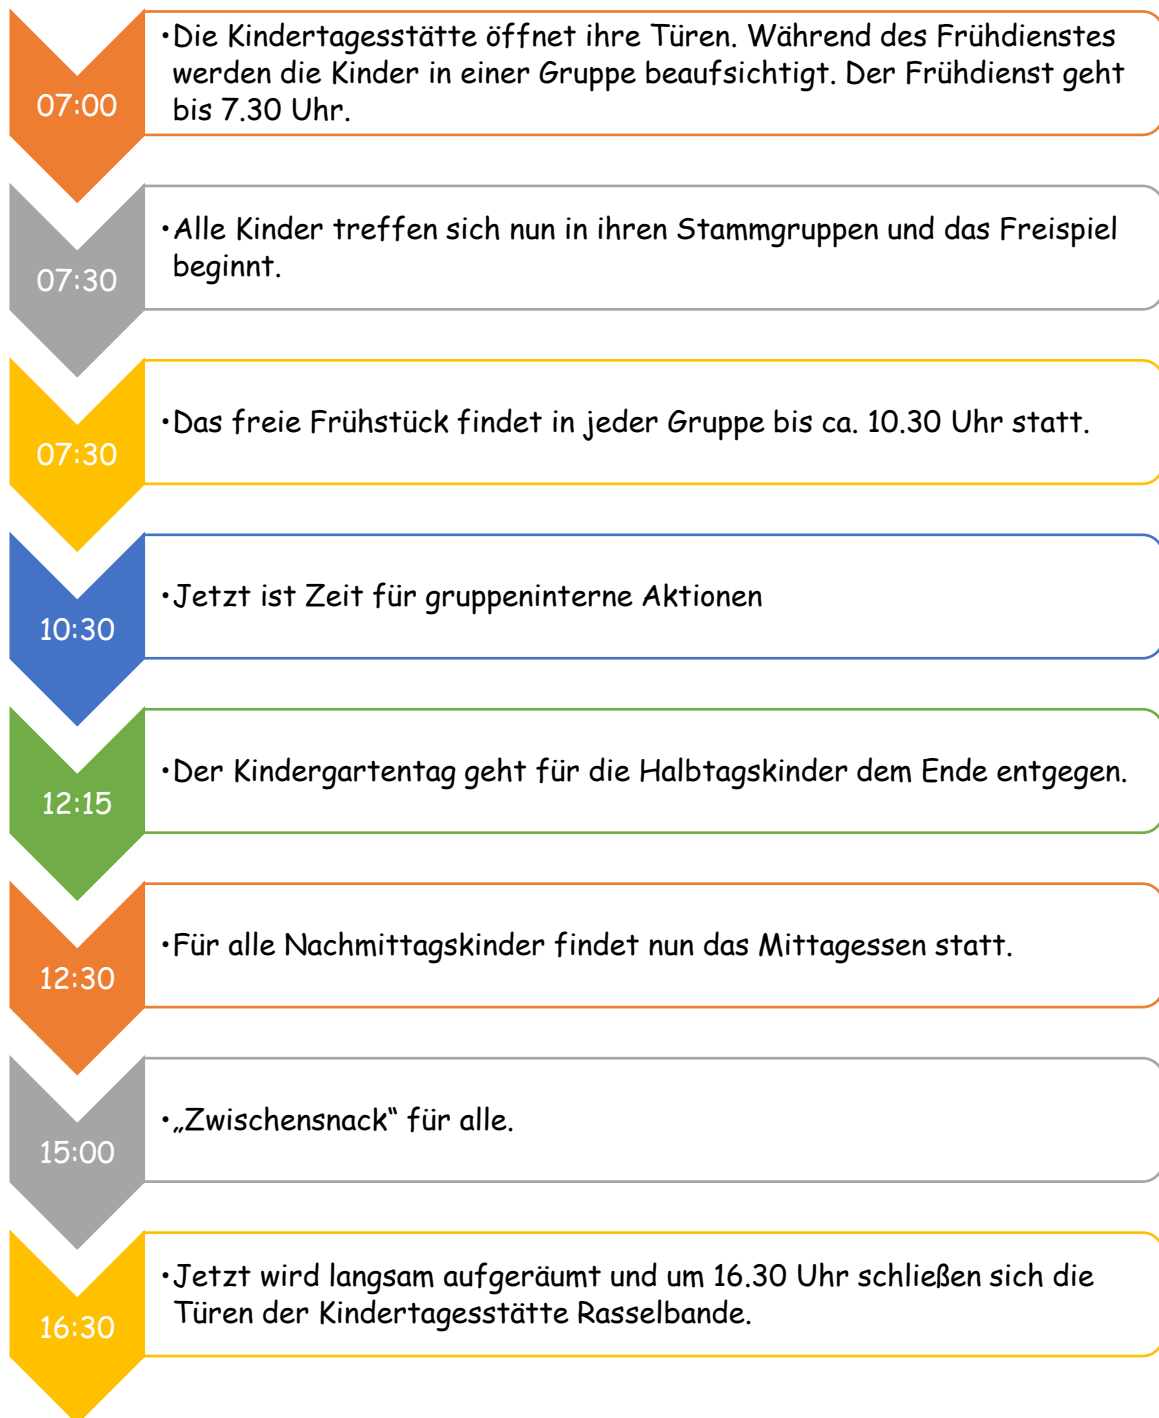 07:00
•Die Kindertagesstätte öffnet ihre Türen. Während des Frühdienstes
werden die Kinder in einer Gruppe beaufsichtigt. Der Frühdienst geht
bis 7.30 Uhr.
07:30
•Alle Kinder treffen sich nun in ihren Stammgruppen und das Freispiel
beginnt.
07:30
•Das freie Frühstück findet in jeder Gruppe bis ca. 10.30 Uhr statt.
10:30
•Jetzt ist Zeit für gruppeninterne Aktionen
12:15
•Der Kindergartentag geht für die Halbtagskinder dem Ende entgegen.
12:30
•Für alle Nachmittagskinder findet nun das Mittagessen statt.
15:00
•„Zwischensnack“ für alle.
16:30
•Jetzt wird langsam aufgeräumt und um 16.30 Uhr schließen sich die
Türen der Kindertagesstätte Rasselbande.